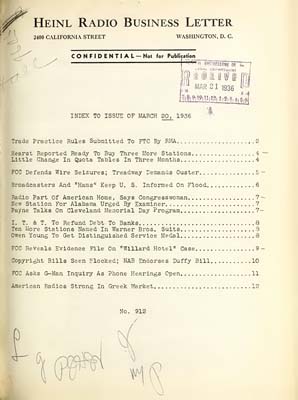 HEINL RADIO BUSINESS LETTER
2400 CALIFORNIA STREET WASHINGTON, D. C.
CONFIDENTIAL—Not for Publication
MAR 21 1936
INDEX TO ISSUE OF MARCH 20, 1936
Trade Practice Rules Submitted To FTC By RMA....2
Hearst Reported Ready To Buy Three More Stations....4
Little Change In Quota Tables In Three Months....4
FCC Defends Wire Seizures; Treadway Demands Ouster....5
Broadcasters And "Hams" Keep U. S. Informed On Flood....6
Radio Part Of American Home, Says Congresswoman....7
New Station For Alabama Urged By Examiner....7
Payne Talks On Cleveland Memorial Day Program....7
I. T. & T. To Refund Debt To Banks....8
Ten More Stations Named In Warner Bros. Suits....8
Owen Young To Get Distinguished Service Medal....8
FCC Reveals Evidence File On "Willard Hotel" Case....9
Copyright Bills Seen Blocked; NAB Endorses Duffy Bill....10
FCC Asks G-Man Inquiry As Phone Hearings Open....11
American Radios Strong In Greek Market....12
No. 912